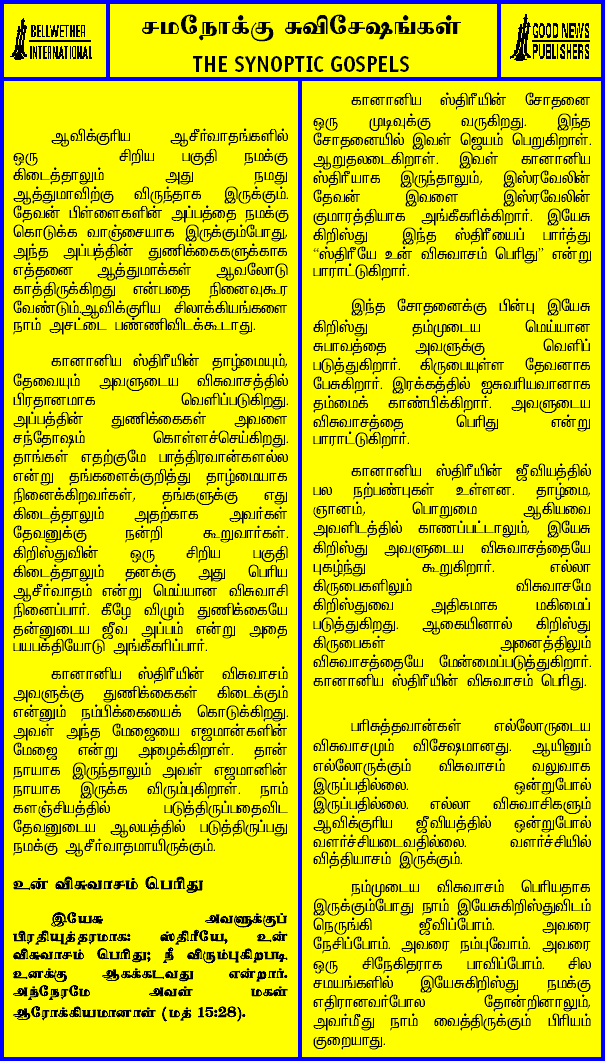 BELLWETHER
INTERNATIONAL
சமநோக்கு சுவிசேஷங்கள்
THE SYNOPTIC GOSPELS
GOOD NEWS
PUBLISHERS
ஆவிக்குரிய ஆசீர்வாதங்களில்
ஒரு சிறிய பகுதி நமக்கு
கிடைத்தாலும் அது நமது
ஆத்துமாவிற்கு விருந்தாக இருக்கும்.
தேவன் பிள்ளைகளின் அப்பத்தை நமக்கு
கொடுக்க வாஞ்சையாக இருக்கும்போது,
அந்த அப்பத்தின் துணிக்கைகளுக்காக
எத்தனை ஆத்துமாக்கள் ஆவலோடு
காத்திருக்கிறது என்பதை நினைவுகூர
வேண்டும்.ஆவிக்குரிய சிலாக்கியங்களை
நாம் அசட்டை பண்ணிவிடக்கூடாது.
கானானிய ஸ்திரீயின் தாழ்மையும்,
தேவையும் அவளுடைய விசுவாசத்தில்
பிரதானமாக வெளிப்படுகிறது.
அப்பத்தின் துணிக்கைகள் அவளை
சந்தோஷம் கொள்ளச்செய்கிறது.
தாங்கள் எதற்குமே பாத்திரவான்களல்ல
என்று தங்களைக்குறித்து தாழ்மையாக
நினைக்கிறவர்கள், தங்களுக்கு எது
கிடைத்தாலும் அதற்காக அவர்கள்
தேவனுக்கு நன்றி கூறுவார்கள்.
கிறிஸ்துவின் ஒரு சிறிய பகுதி
கிடைத்தாலும் தனக்கு அது பெரிய
ஆசீர்வாதம் என்று மெய்யான விசுவாசி
நினைப்பார். கீழே விழும் துணிக்கையே
தன்னுடைய ஜீவ அப்பம் என்று அதை
பயபக்தியோடு அங்கீகரிப்பார்.
கானானிய ஸ்திரீயின் விசுவாசம்
அவளுக்கு துணிக்கைகள் கிடைக்கும்
என்னும் நம்பிக்கையைக் கொடுக்கிறது.
அவள் அந்த மேஜையை எஜமான்களின்
மேஜை என்று அழைக்கிறாள். தான்
நாயாக இருந்தாலும் அவள் எஜமானின்
நாயாக இருக்க விரும்புகிறாள். நாம்
களஞ்சியத்தில் படுத்திருப்பதைவிட
தேவனுடைய ஆலயத்தில் படுத்திருப்பது
நமக்கு ஆசீர்வாதமாயிருக்கும்.
உன் விசுவாசம் பெரிது
இயேசு அவளுக்குப்
பிரதியுத்தரமாக: ஸ்திரீயே, உன்
விசுவாசம் பெரிது; நீ விரும்புகிறபடி
உனக்கு ஆகக்கடவது என்றார்.
அந்நேரமே அவள் மகள்
ஆரோக்கியமானாள் (மத் 15:28).
கானானிய ஸ்திரீயின் சோதனை
ஒரு முடிவுக்கு வருகிறது. இந்த
சோதனையில் இவள் ஜெயம் பெறுகிறாள்.
ஆறுதலடைகிறாள். இவள் கானானிய
ஸ்திரீயாக இருந்தாலும், இஸ்ரவேலின்
தேவன் இவளை இஸ்ரவேலின்
குமாரத்தியாக அங்கீகரிக்கிறார். இயேசு
கிறிஸ்து இந்த ஸ்திரீயைப் பார்த்து
“ஸ்திரீயே உன் விசுவாசம் பெரிது” என்று
பாராட்டுகிறார்.
இந்த சோதனைக்கு பின்பு இயேசு
கிறிஸ்து தம்முடைய மெய்யான
சுபாவத்தை அவளுக்கு வெளிப்
படுத்துகிறார். கிருபையுள்ள தேவனாக
பேசுகிறார். இரக்கத்தில் ஐசுவரியவானாக
தம்மைக் காண்பிக்கிறார். அவளுடைய
விசுவாசத்தை பெரிது என்று
பாராட்டுகிறார்.
கானானிய ஸ்திரீயின் ஜீவியத்தில்
பல நற்பண்புகள் உள்ளன. தாழ்மை,
ஞானம், பொறுமை ஆகியவை
அவளிடத்தில் காணப்பட்டாலும், இயேசு
கிறிஸ்து அவளுடைய விசுவாசத்தையே
புகழ்ந்து கூறுகிறார். எல்லா
கிருபைகளிலும் விசுவாசமே
கிறிஸ்துவை அதிகமாக மகிமைப்
படுத்துகிறது. ஆகையினால் கிறிஸ்து
கிருபைகள் அனைத்திலும்
விசுவாசத்தையே மேன்மைப்படுத்துகிறார்.
கானானிய ஸ்திரீயின் விசுவாசம் பெரிது.
பரிசுத்தவான்கள் எல்லோருடைய
விசுவாசமும் விசேஷமானது. ஆயினும்
எல்லோருக்கும் விசுவாசம் வலுவாக
இருப்பதில்லை. ஒன்றுபோல்
இருப்பதில்லை. எல்லா விசுவாசிகளும்
ஆவிக்குரிய ஜீவியத்தில் ஒன்றுபோல்
வளர்ச்சியடைவதில்லை. வளர்ச்சியில்
வித்தியாசம் இருக்கும்.
நம்முடைய விசுவாசம் பெரியதாக
இருக்கும்போது நாம் இயேசுகிறிஸ்துவிடம்
நெருங்கி ஜீவிப்போம். அவரை
நேசிப்போம். அவரை நம்புவோம். அவரை
ஒரு சிநேகிதராக பாவிப்போம். சில
சமயங்களில் இயேசுகிறிஸ்து நமக்கு
எதிரானவர்போல தோன்றினாலும்,
அவர்மீது நாம் வைத்திருக்கும் பிரியம்
குறையாது.